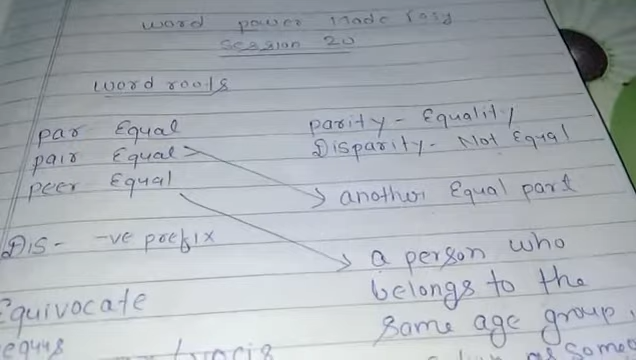 word power made easy
Session 20
word roots
par Equal
pair Equal
peer Equal
parity - Equality
Disparity - Not Equal
another Equal part
Dis- -ve prefix
a person who
belongs to the
same age group.
Equivocate
equus